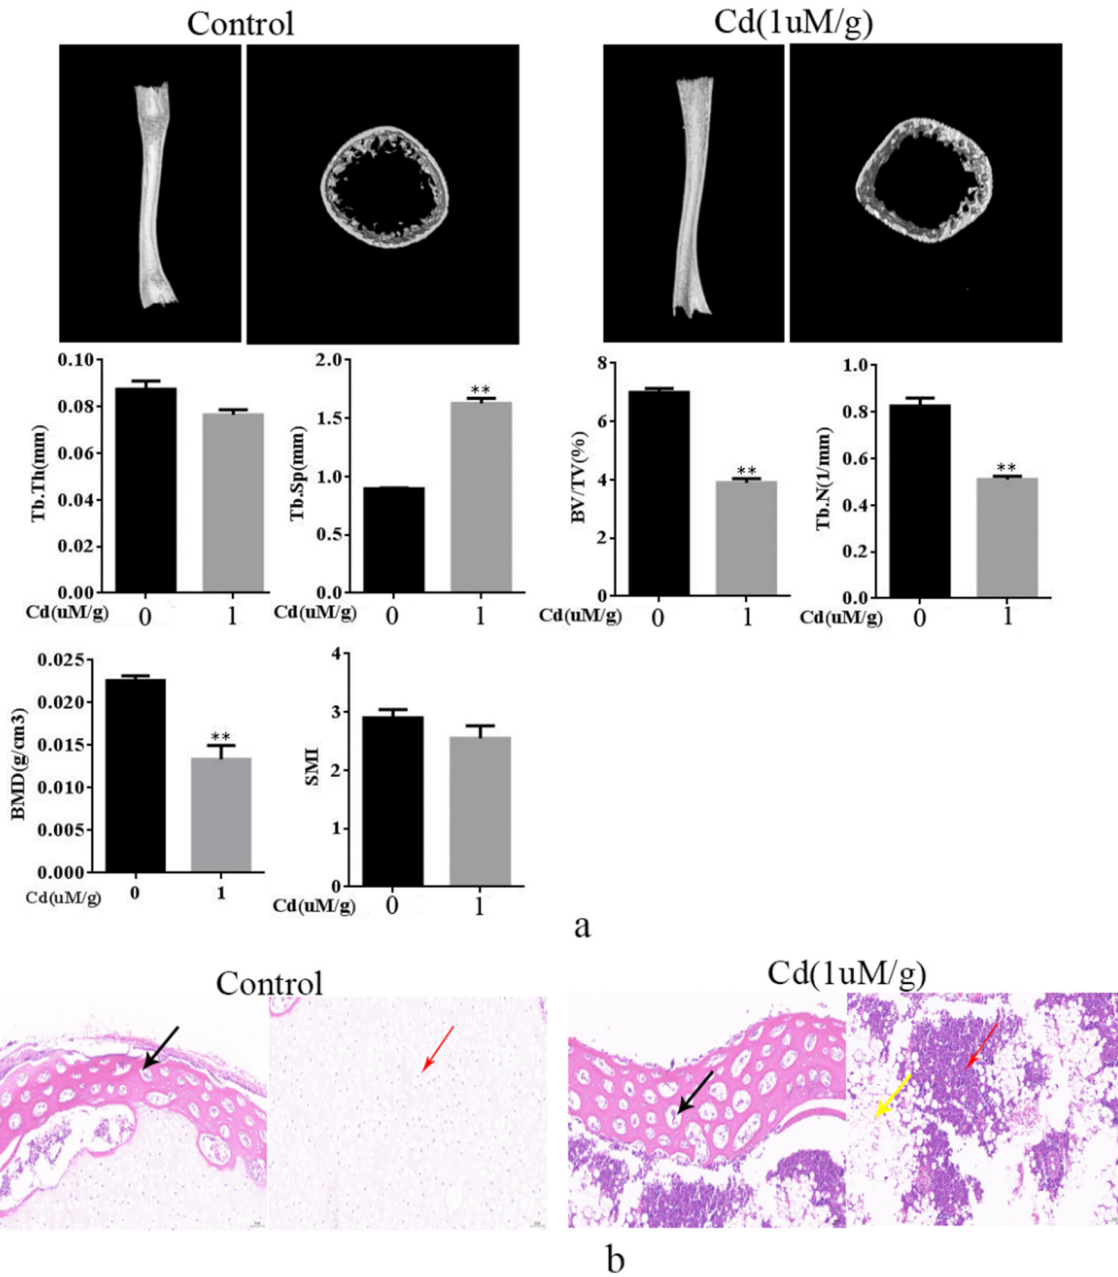 Control
Cd(1uM/g)
0.10
0.08
0.06
0.04
0.02
0.00
Tb.Th(mm)
Cd(uM/g)
0
1
2.0
1.5
1.0
0.5
0.0
Tb.Sp(mm)
**
Cd(uM/g)
0
1
8
6
4
2
0
BV/TV(%)
**
Cd(uM/g)
0
1
1.0
0.8
0.6
0.4
0.2
0.0
Tb.N(1/mm)
**
Cd(uM/g)
0
1
0.025
0.020
0.015
0.010
0.005
0.000
BMD(g/cm3)
**
Cd(uM/g)
0
1
4
3
2
1
0
SMI
Cd(uM/g)
0
1
a
Control
Cd(1uM/g)
b